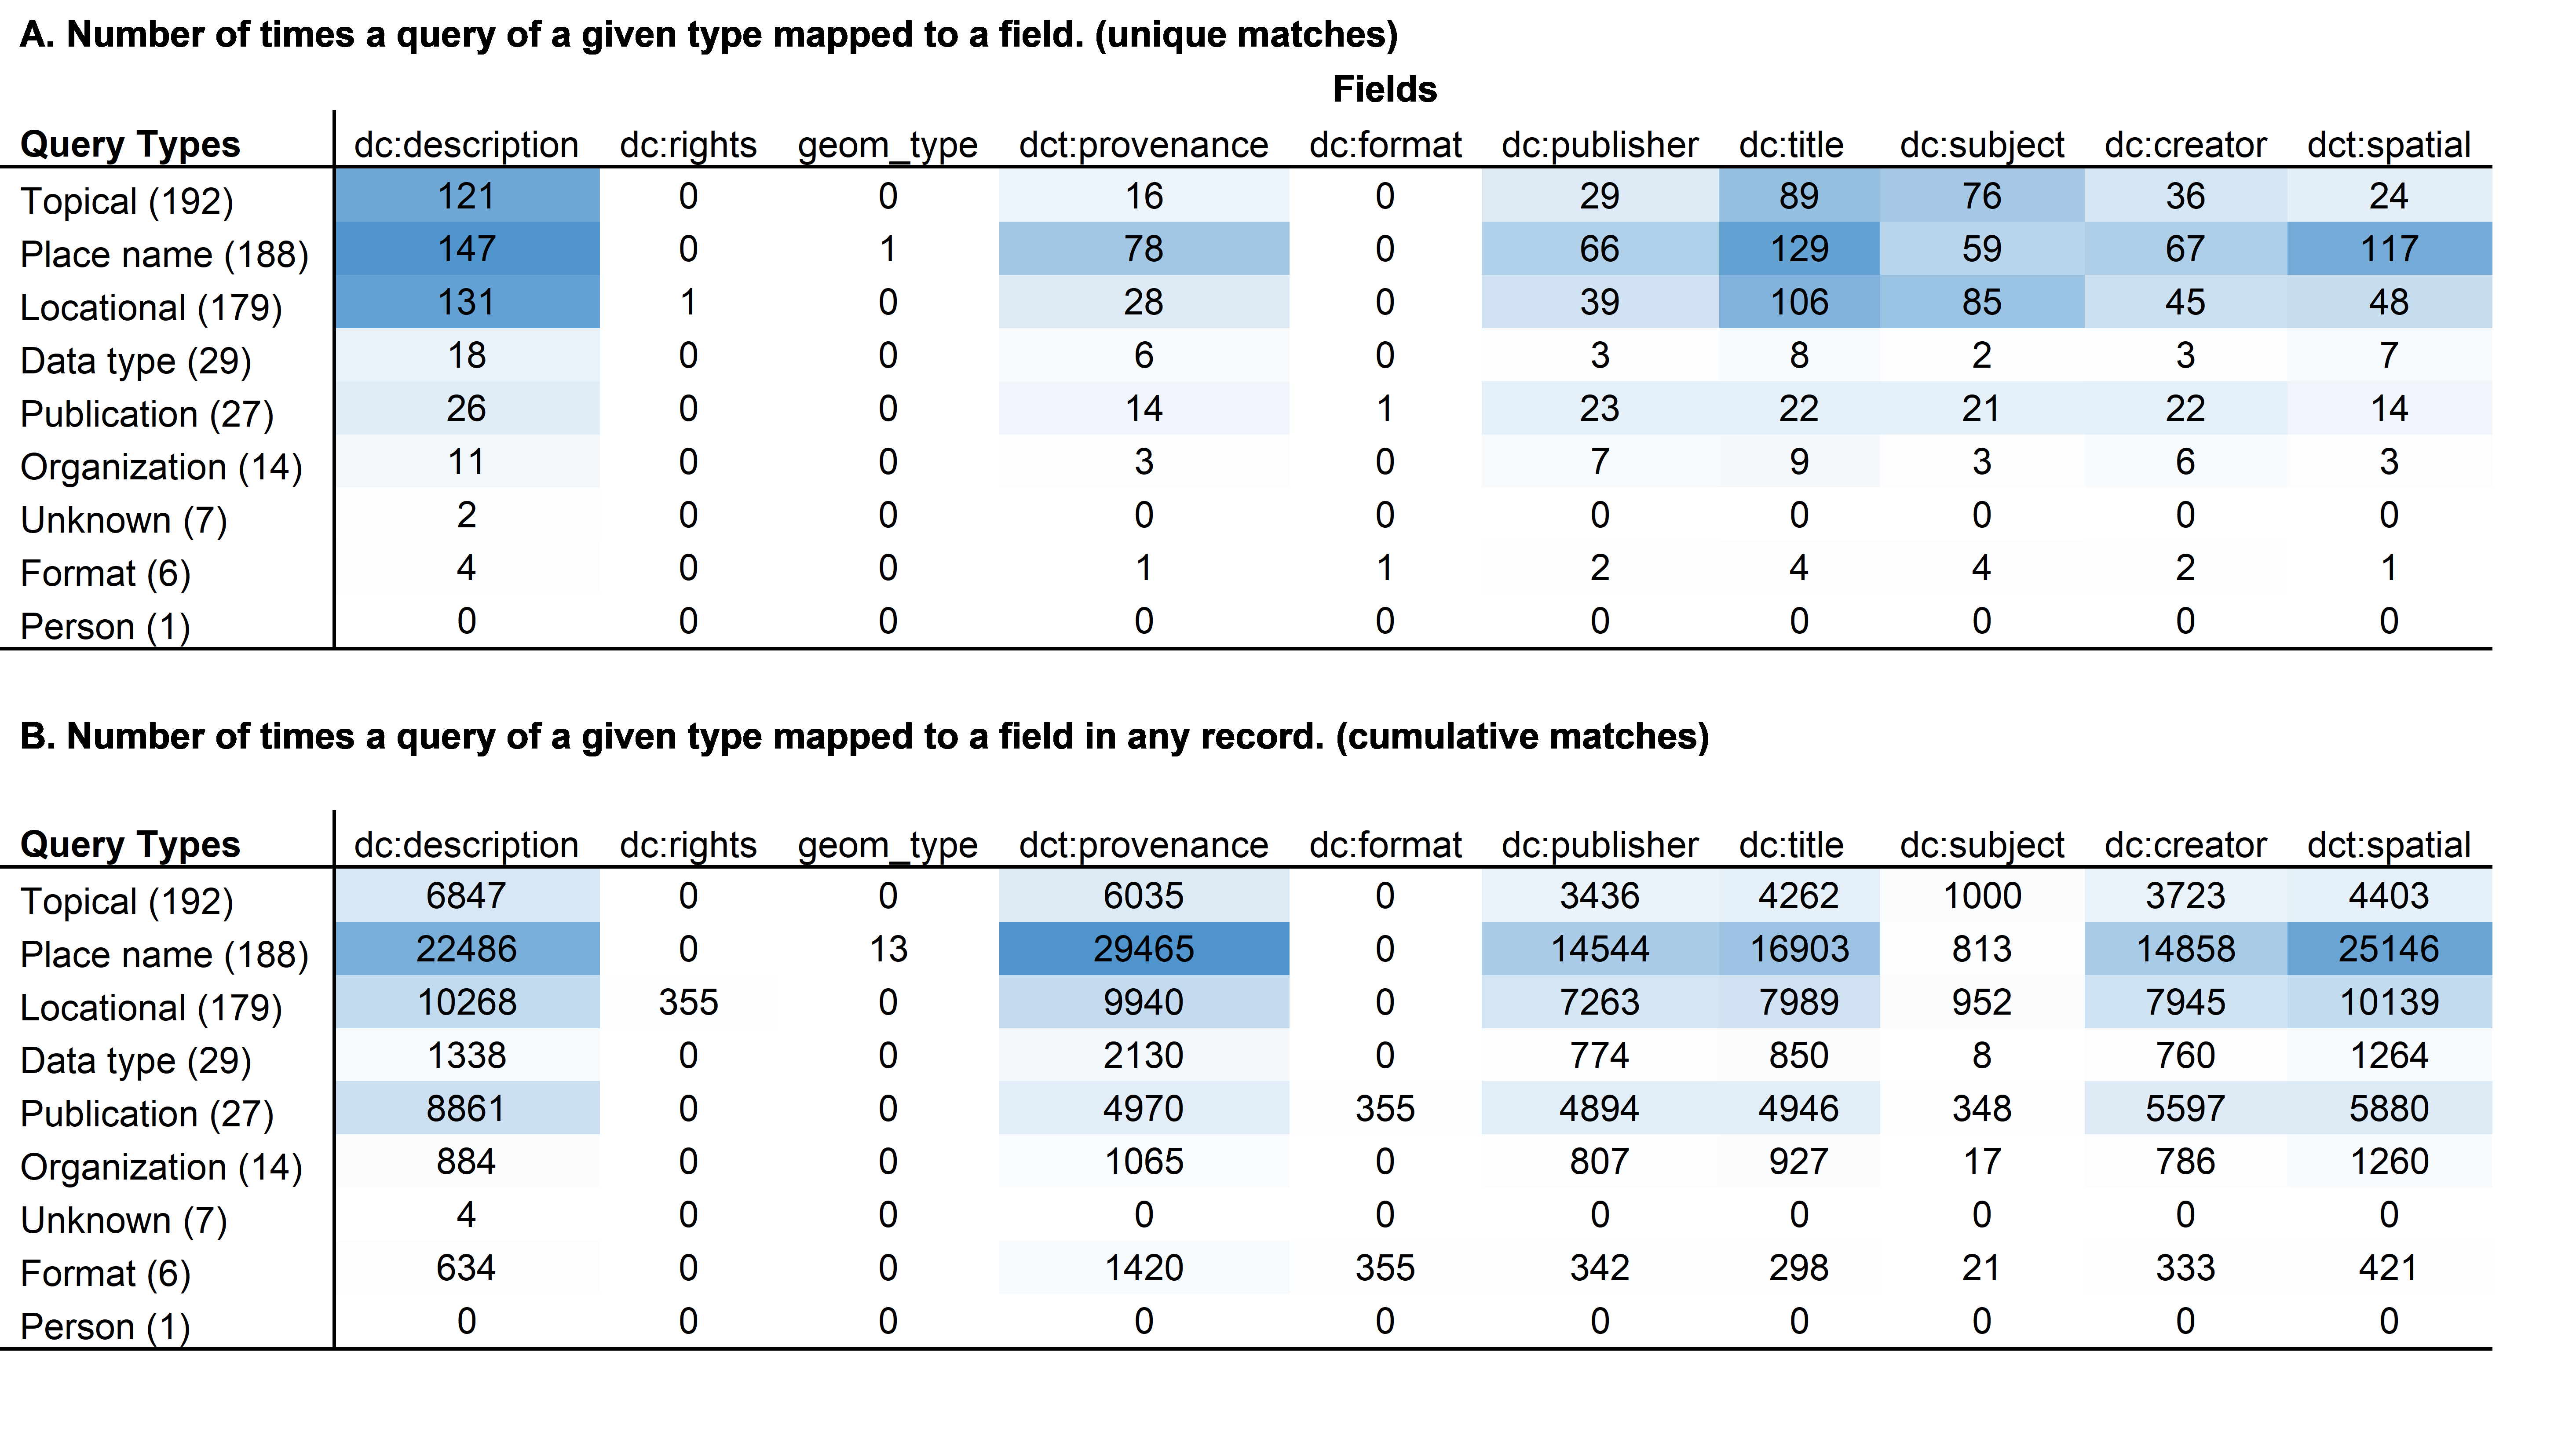 A. Number of times a query of a given type mapped to a field. (unique matches)
Fields
Query Types dc:description dc:rights geom_type dct:provenance dc:format dc:publisher dc:title dc:subject dc:creator dct:spatial
Topical (192) 121 0 0 16 0 29 89 76 36 24
Place name (188) 147 0 1 78 0 66 129 59 67 117
Locational (179) 131 1 0 28 0 39 106 85 45 48
Data type (29) 18 0 0 6 0 3 8 2 3 7
Publication (27) 26 0 0 14 1 23 22 21 22 14
Organization (14) 11 0 0 3 0 7 9 3 6 3
Unknown (7) 2 0 0 0 0 0 0 0 0 0
Format (6) 4 0 0 1 1 2 4 4 2 1
Person (1) 0 0 0 0 0 0 0 0 0 0
B. Number of times a query of a given type mapped to a field in any record. (cumulative matches)
Query Types dc:description dc:rights geom_type dct:provenance dc:format dc:publisher dc:title dc:subject dc:creator dct:spatial
Topical (192) 6847 0 0 6035 0 3436 4262 1000 3723 4403
Place name (188) 22486 0 13 29465 0 14544 16903 813 14858 25146
Locational (179) 10268 355 0 9940 0 7263 7989 952 7945 10139
Data type (29) 1338 0 0 2130 0 774 850 8 760 1264
Publication (27) 8861 0 0 4970 355 4894 4946 348 5597 5880
Organization (14) 884 0 0 1065 0 807 927 17 786 1260
Unknown (7) 4 0 0 0 0 0 0 0 0 0
Format (6) 634 0 0 1420 355 342 298 21 333 421
Person (1) 0 0 0 0 0 0 0 0 0 0